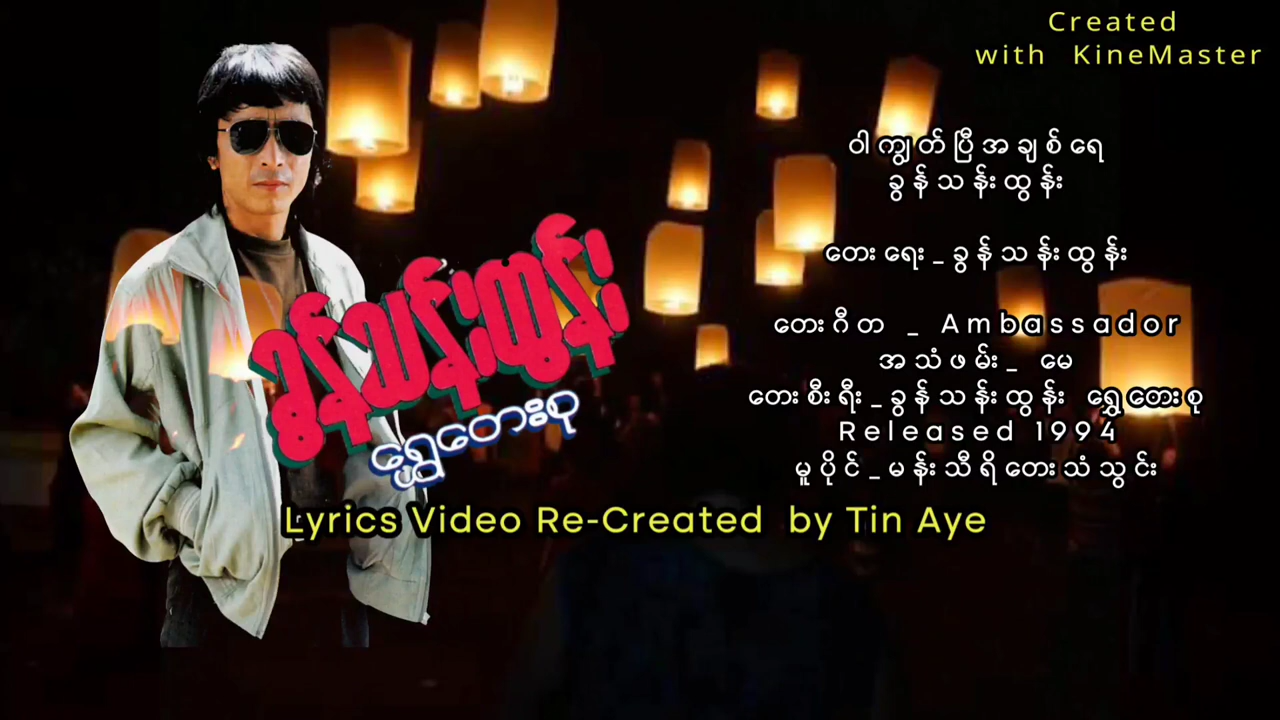 Created
with KineMaster
ဝါကျွတ်ပြီအချစ်ရေ
ခွန်သန်းထွန်း
တေးရေး _ ခွန်သန်းထွန်း
တေးဂီတ _ Ambassador
အသံဖမ်း _ မေ
တေးစီးရီး _ ခွန်သန်းထွန်း ရွှေတေးစု
Released 1994
မူပိုင် _ မန်းသီရိတေးသံသွင်း
ခွန်သန်းထွန်း
ရွှေတေးစု
Lyrics Video Re-Created by Tin Aye